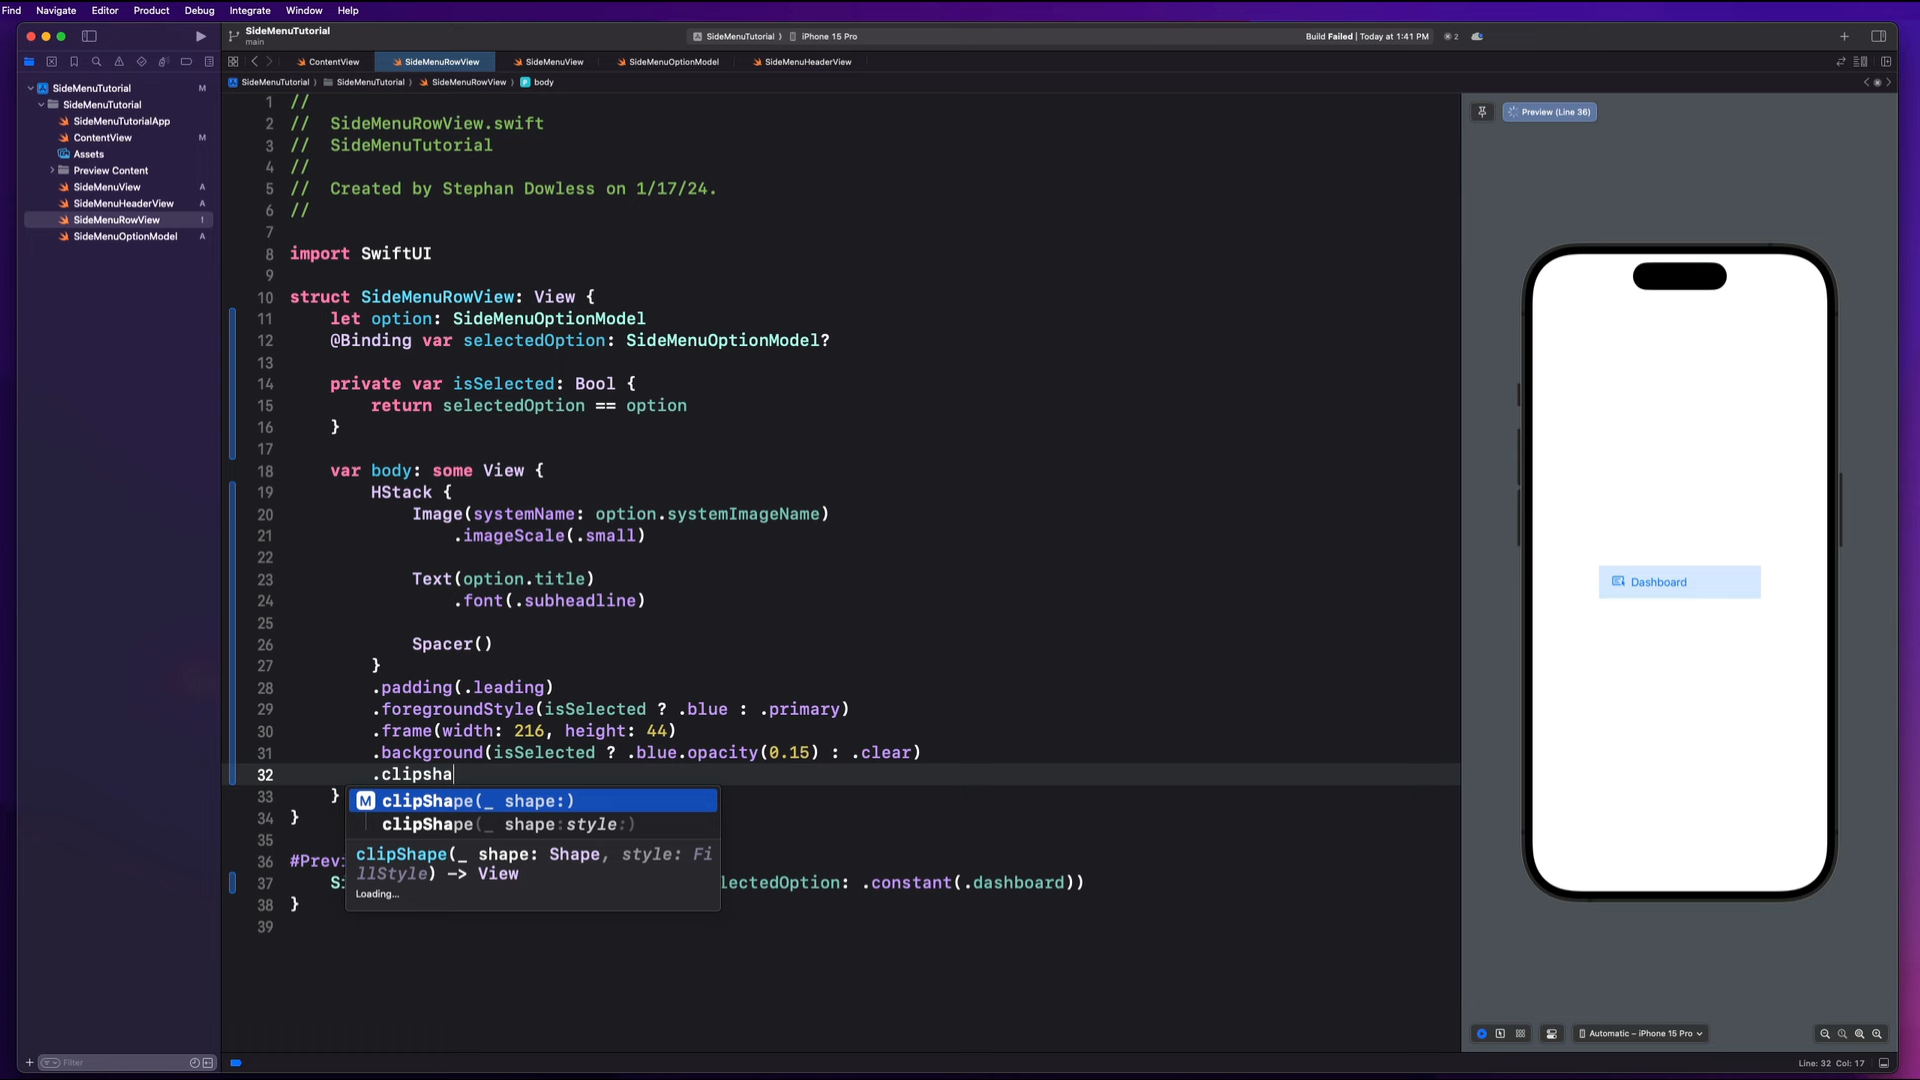 Find Navigate Editor Product Debug Integrate Window Help
SideMenuTutorial
main
SideMenuTutorial ⟩ iPhone 15 Pro
Build Failed | Today at 1:41 PM
2
ContentView SideMenuRowView SideMenuView SideMenuOptionModel SideMenuHeaderView
SideMenuTutorial ⟩ SideMenuTutorial ⟩ SideMenuRowView ⟩ P body
SideMenuTutorial M
SideMenuTutorial
SideMenuTutorialApp
ContentView M
Assets
Preview Content
SideMenuView A
SideMenuHeaderView A
SideMenuRowView !
SideMenuOptionModel A
Filter
1 //
2 // SideMenuRowView.swift
3 // SideMenuTutorial
4 //
5 // Created by Stephan Dowless on 1/17/24.
6 //
7
8 import SwiftUI
9
10 struct SideMenuRowView: View {
11 let option: SideMenuOptionModel
12 @Binding var selectedOption: SideMenuOptionModel?
13
14 private var isSelected: Bool {
15 return selectedOption == option
16 }
17
18 var body: some View {
19 HStack {
20 Image(systemName: option.systemImageName)
21 .imageScale(.small)
22
23 Text(option.title)
24 .font(.subheadline)
25
26 Spacer()
27 }
28 .padding(.leading)
29 .foregroundStyle(isSelected ? .blue : .primary)
30 .frame(width: 216, height: 44)
31 .background(isSelected ? .blue.opacity(0.15) : .clear)
32 .clipsha
33 }
34 }
35
36 #Previ
37 Si lectedOption: .constant(.dashboard))
38 }
39
M clipShape(_ shape:)
clipShape(_ shape:style:)
clipShape(_ shape: Shape, style: Fi
llStyle) -> View
Loading...
Preview (Line 36)
Dashboard
Automatic – iPhone 15 Pro
Line: 32 Col: 17